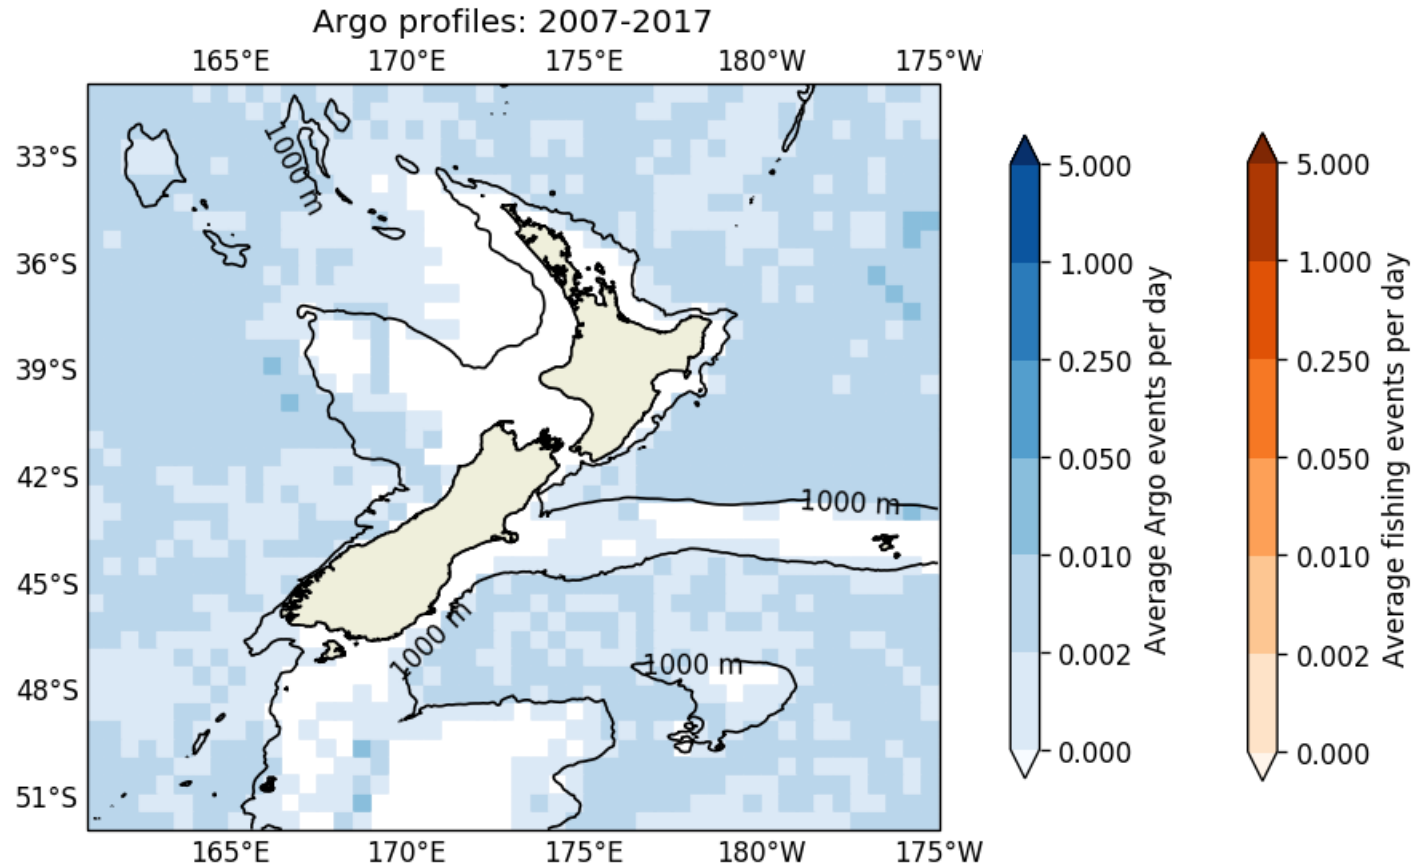 Argo profiles: 2007-2017
165°E 170°E 175°E 180°W 175°W
33°S
36°S
39°S
42°S
45°S
48°S
51°S
1000 m
1000 m
1000 m
1000 m
165°E 170°E 175°E 180°W 175°W
5.000
1.000
0.250
0.050
0.010
0.002
0.000
Average Argo events per day
5.000
1.000
0.250
0.050
0.010
0.002
0.000
Average fishing events per day